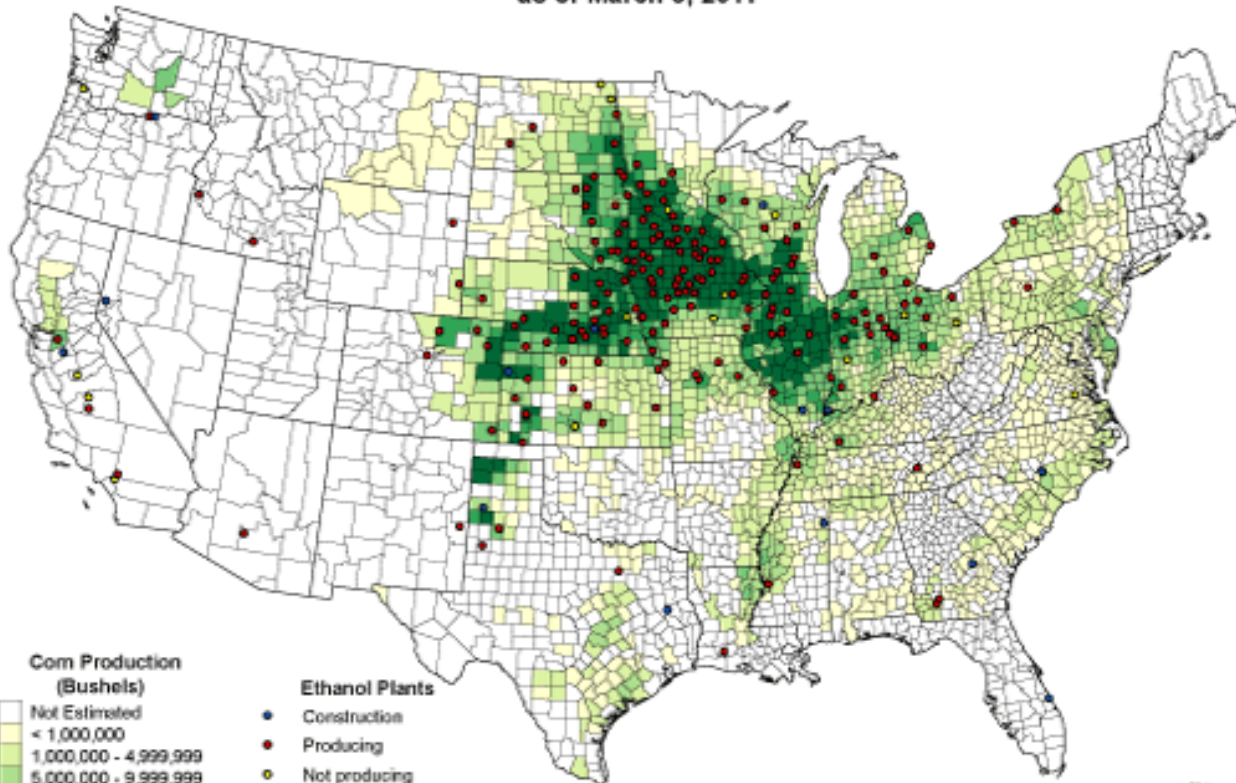 Corn Production
(Bushels)
Not Estimated
< 1,000,000
1,000,000 - 4,999,999
5,000,000 - 9,999,999
Ethanol Plants
Construction
Producing
Not producing